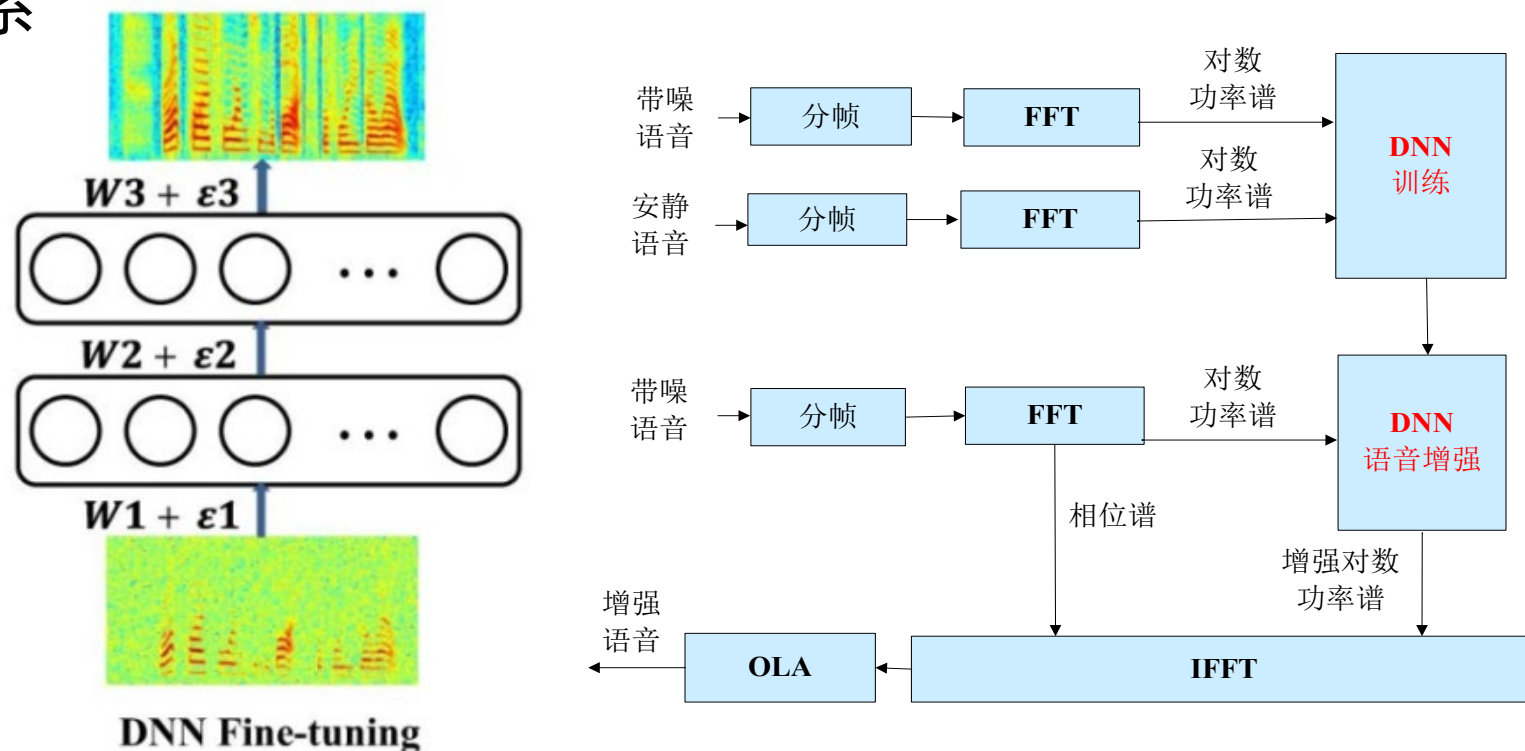 系
W3 + ε3
...
W2 + ε2
...
W1 + ε1
DNN Fine-tuning
带噪
语音
分帧
FFT
对数
功率谱
安静
语音
分帧
FFT
对数
功率谱
DNN
训练
带噪
语音
分帧
FFT
对数
功率谱
DNN
语音增强
相位谱
增强对数
功率谱
增强
语音
OLA
IFFT